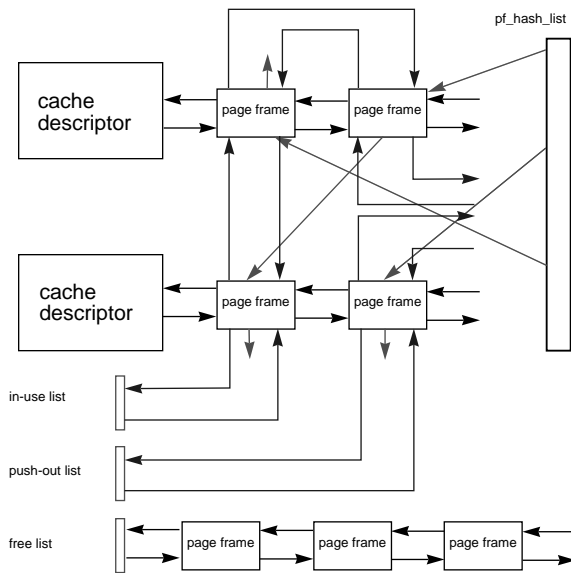 pf_hash_list
cache
descriptor
page frame
page frame
cache
descriptor
page frame
page frame
in-use list
push-out list
free list
page frame
page frame
page frame